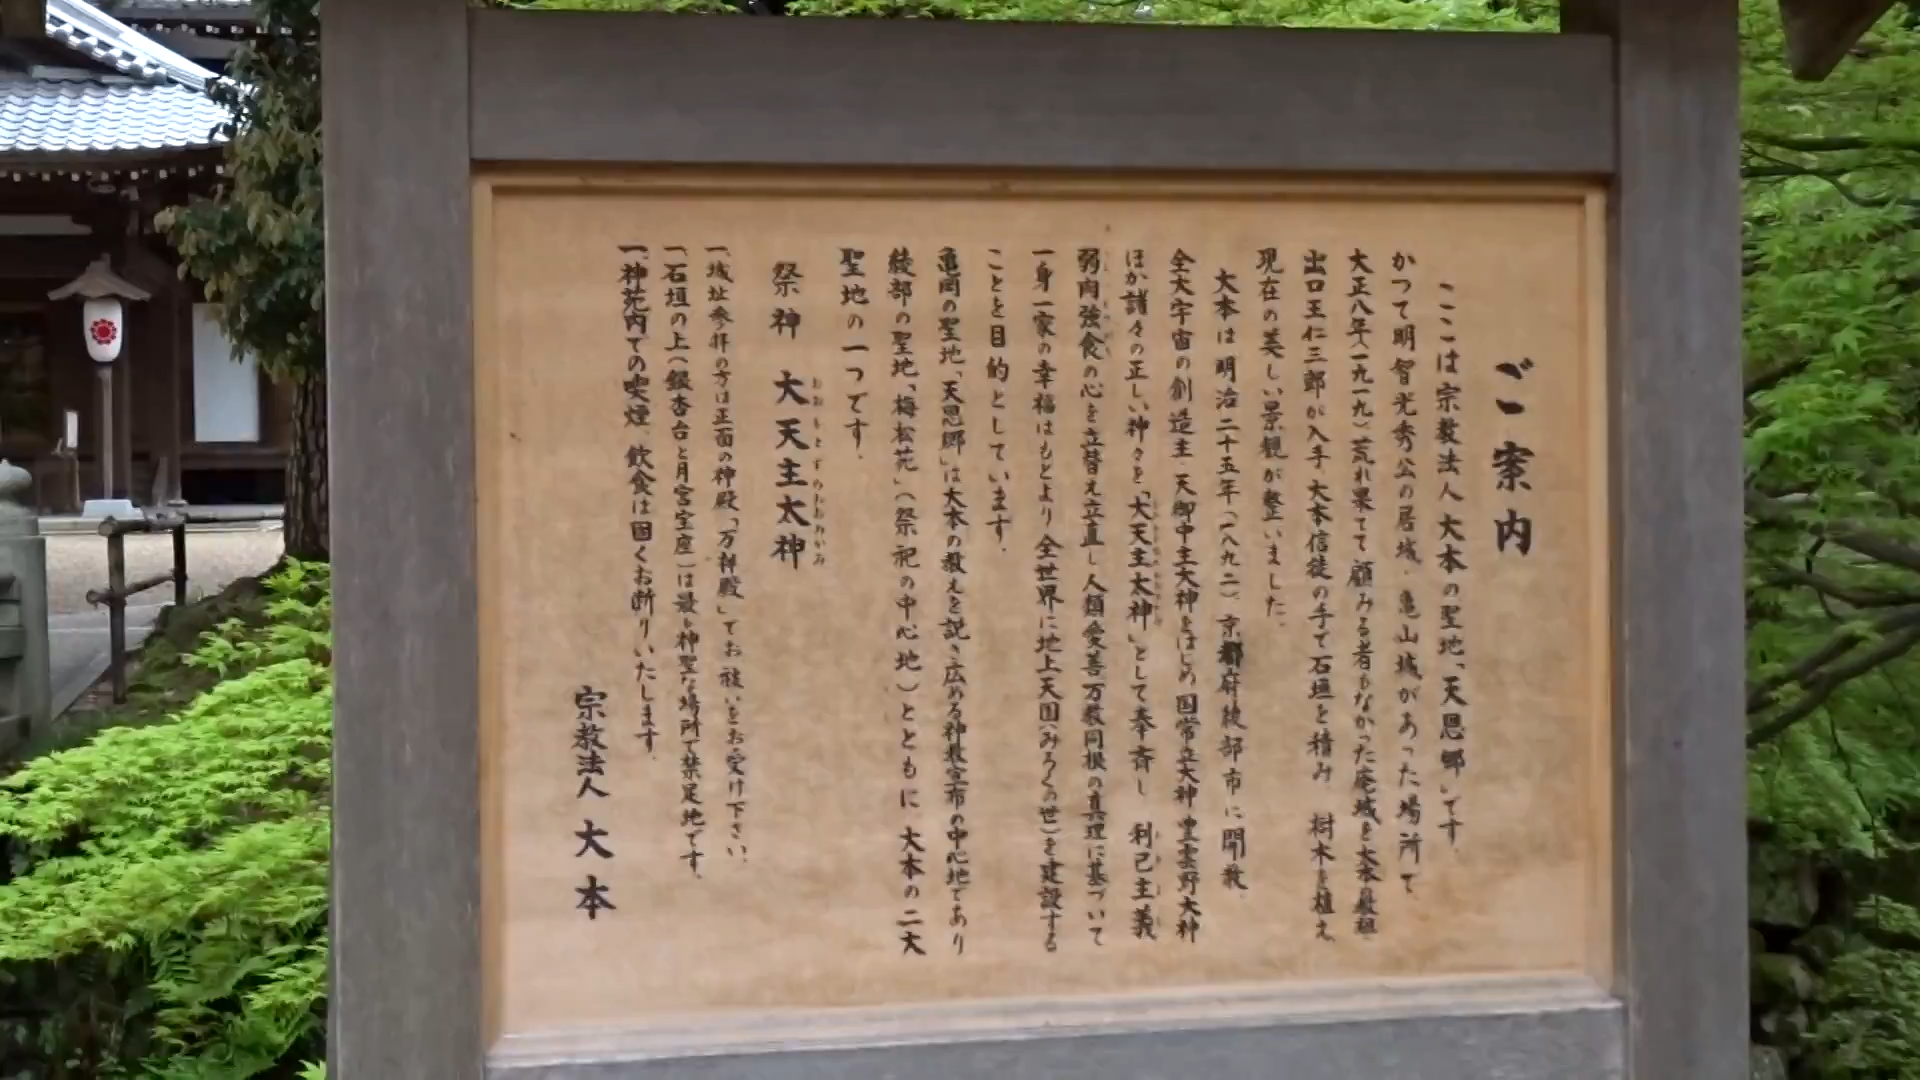 ご案内
ここは宗教法人大本の聖地「天恩郷」です。
かつて明智光秀公の居城・亀山城があった場所で
大正八年(一九一九)荒れ果てて顧みる者もなかった廃城を大本教祖
出口王仁三郎が入手、大本信徒の手で石垣を積み、樹木を植え、
現在の美しい景観が整いました。
大本は明治二十五年(一八九二)、京都府綾部市に開教。
全大宇宙の創造主・天御中主大神をはじめ国常立大神・豊雲野大神
ほか諸々の正しい神々を「大天主太神」として奉斎し、利己主義
弱肉強食の心を立替え立直し人類愛善・万教同根の真理に基づいて
一身一家の幸福はもとより全世界に地上天国(みろくの世)を建設する
ことを目的としています。
亀岡の聖地「天恩郷」は大本の教えを説き広める神教宣布の中心地であり
綾部の聖地「梅松苑」(祭祀の中心地)とともに大本の二大
聖地の一つです。
祭神 大天主太神
おおもとすめおおみかみ
一、城址参拝の方は正面の神殿「万祥殿」でお祓いをお受け下さい。
一、石垣の上(銀杏台と月宮宝座)は最も神聖な場所で禁足地です。
一、神苑内での喫煙、飲食は固くお断りいたします。
宗教法人 大本